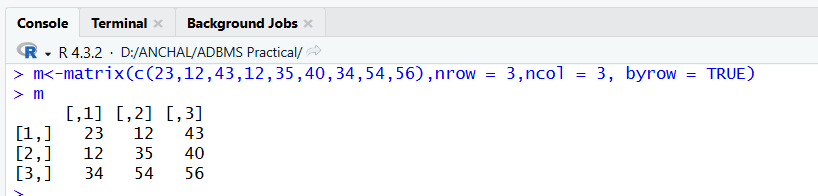 Console Terminal × Background Jobs ×
R 4.3.2 · D:/ANCHAL/ADBMS Practical/
> m<-matrix(c(23,12,43,12,35,40,34,54,56),nrow = 3,ncol = 3, byrow = TRUE)
> m
     [,1] [,2] [,3]
[1,]   23   12   43
[2,]   12   35   40
[3,]   34   54   56
>